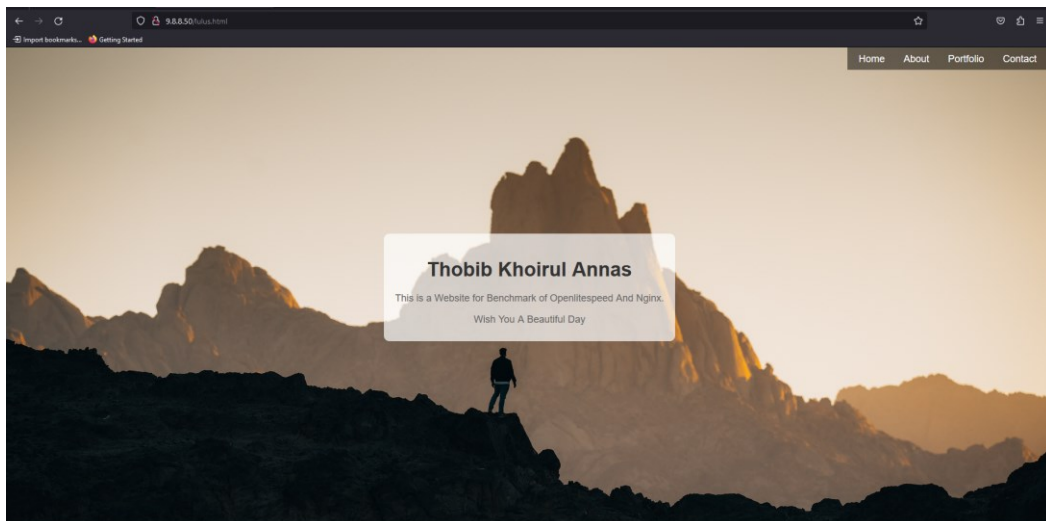 9.8.8.50/lulus.html
Import bookmarks... Getting Started
Home About Portfolio Contact
Thobib Khoirul Annas
This is a Website for Benchmark of Openlitespeed And Nginx.
Wish You A Beautiful Day